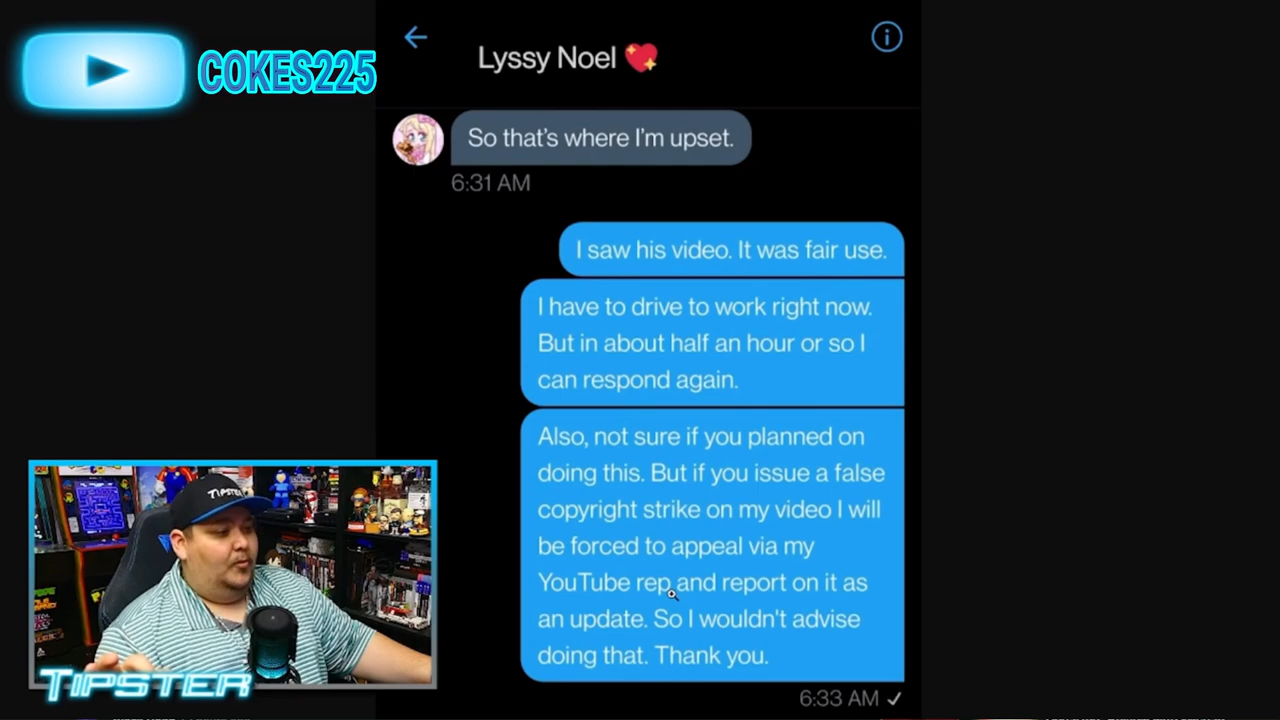 COKES225
Lyssy Noel
So that's where I'm upset.
6:31 AM
I saw his video. It was fair use.
I have to drive to work right now.
But in about half an hour or so I
can respond again.
Also, not sure if you planned on
doing this. But if you issue a false
copyright strike on my video I will
be forced to appeal via my
YouTube rep and report on it as
an update. So I wouldn't advise
doing that. Thank you.
6:33 AM
TIPSTER
TIPSTER